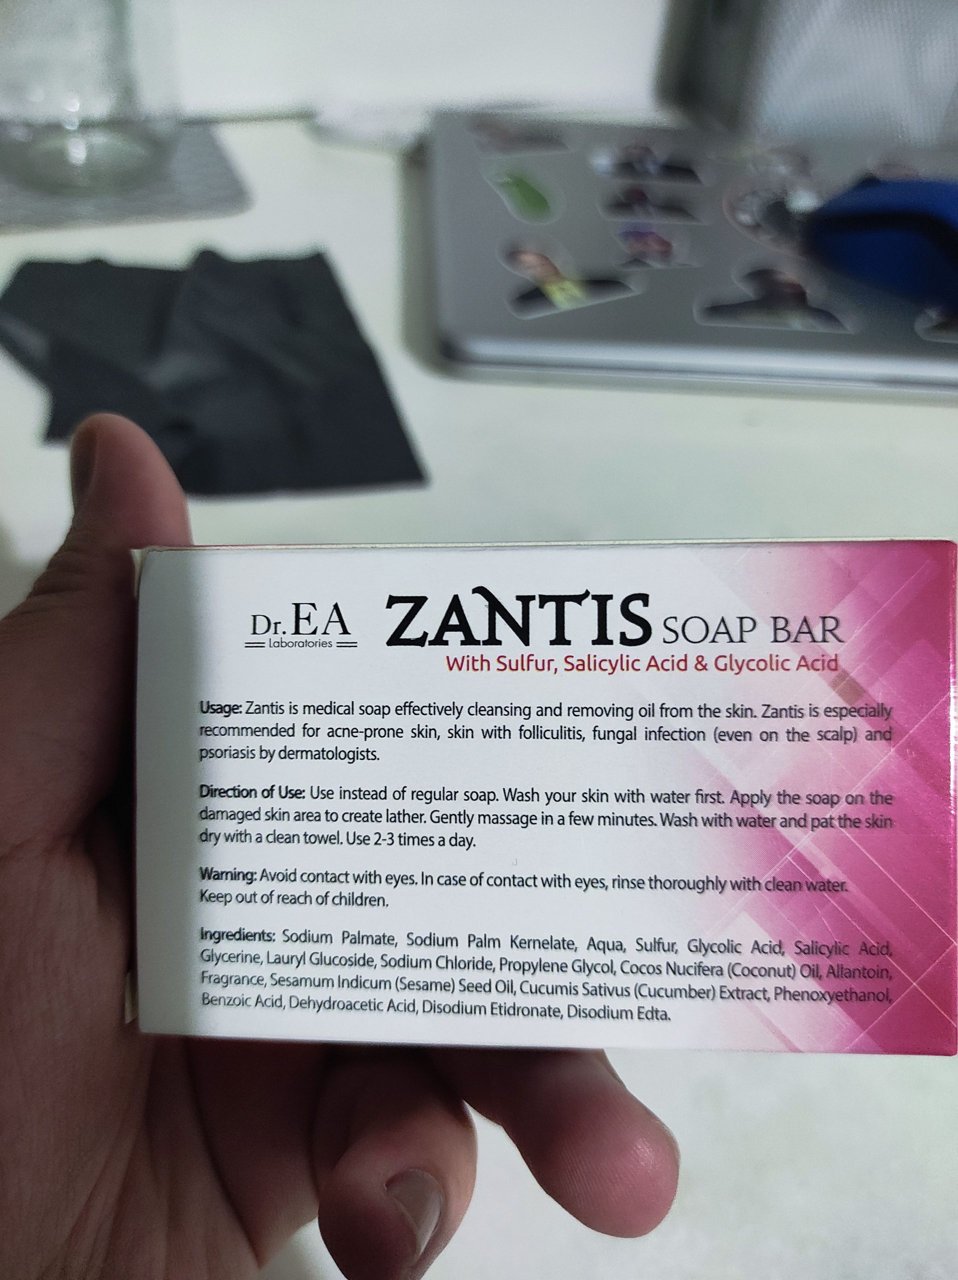 Dr. EA
Laboratories
ZANTIS SOAP BAR
With Sulfur, Salicylic Acid & Glycolic Acid
Usage: Zantis is medical soap effectively cleansing and removing oil from the skin. Zantis is especially
recommended for acne-prone skin, skin with folliculitis, fungal infection (even on the scalp) and
psoriasis by dermatologists.
Direction of Use: Use instead of regular soap. Wash your skin with water first. Apply the soap on the
damaged skin area to create lather. Gently massage in a few minutes. Wash with water and pat the skin
dry with a clean towel. Use 2-3 times a day.
Warning: Avoid contact with eyes. In case of contact with eyes, rinse thoroughly with clean water.
Keep out of reach of children.
Ingredients: Sodium Palmate, Sodium Palm Kernelate, Aqua, Sulfur, Glycolic Acid, Salicylic Acid,
Glycerine, Lauryl Glucoside, Sodium Chloride, Propylene Glycol, Cocos Nucifera (Coconut) Oil, Allantoin,
Fragrance, Sesamum Indicum (Sesame) Seed Oil, Cucumis Sativus (Cucumber) Extract, Phenoxyethanol,
Benzoic Acid, Dehydroacetic Acid, Disodium Etidronate, Disodium Edta.